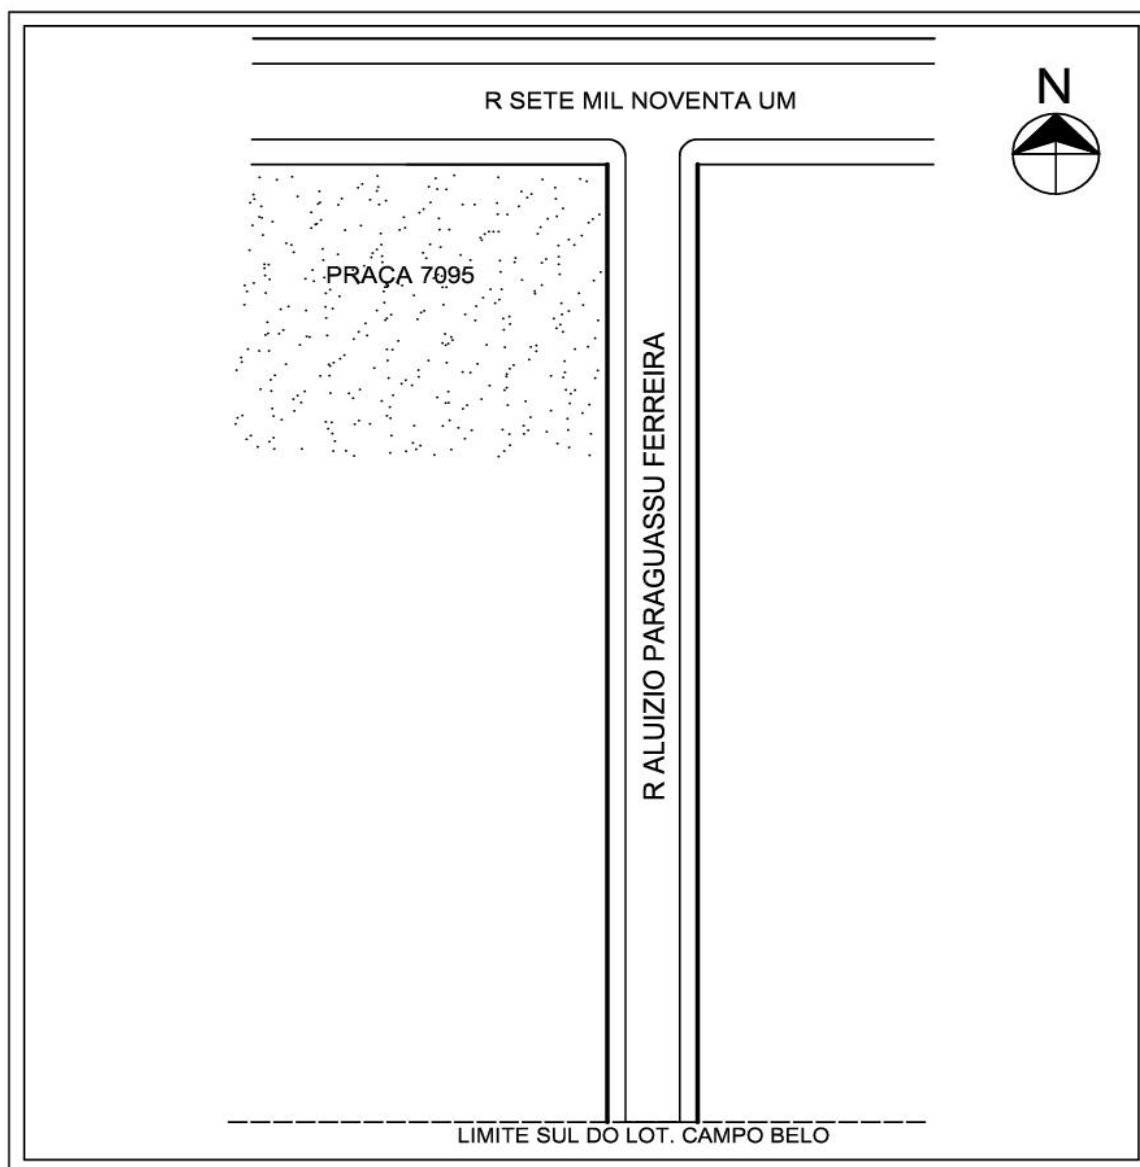 R SETE MIL NOVENTA UM
N
PRAÇA 7095
R ALUIZIO PARAGUASSU FERREIRA
LIMITE SUL DO LOT. CAMPO BELO